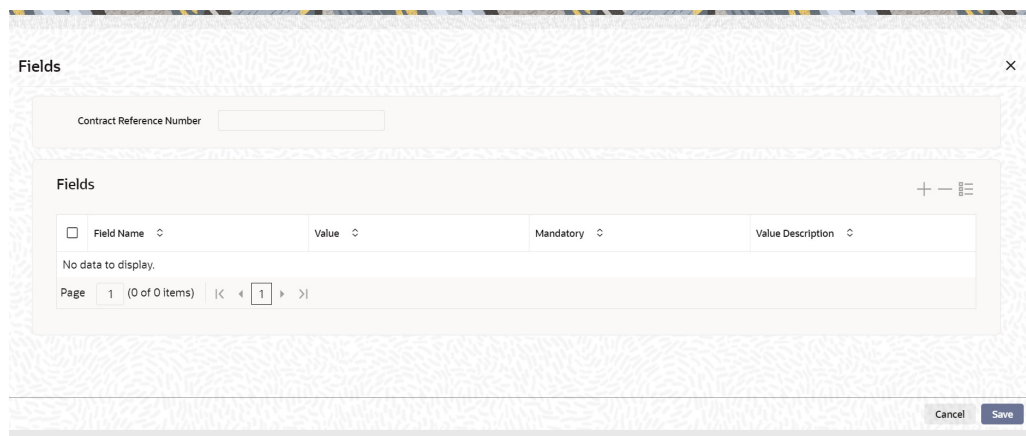 Fields
Contract Reference Number
Fields
Field Name Value Mandatory Value Description
No data to display.
Page 1 (0 of 0 items) 1
Cancel Save